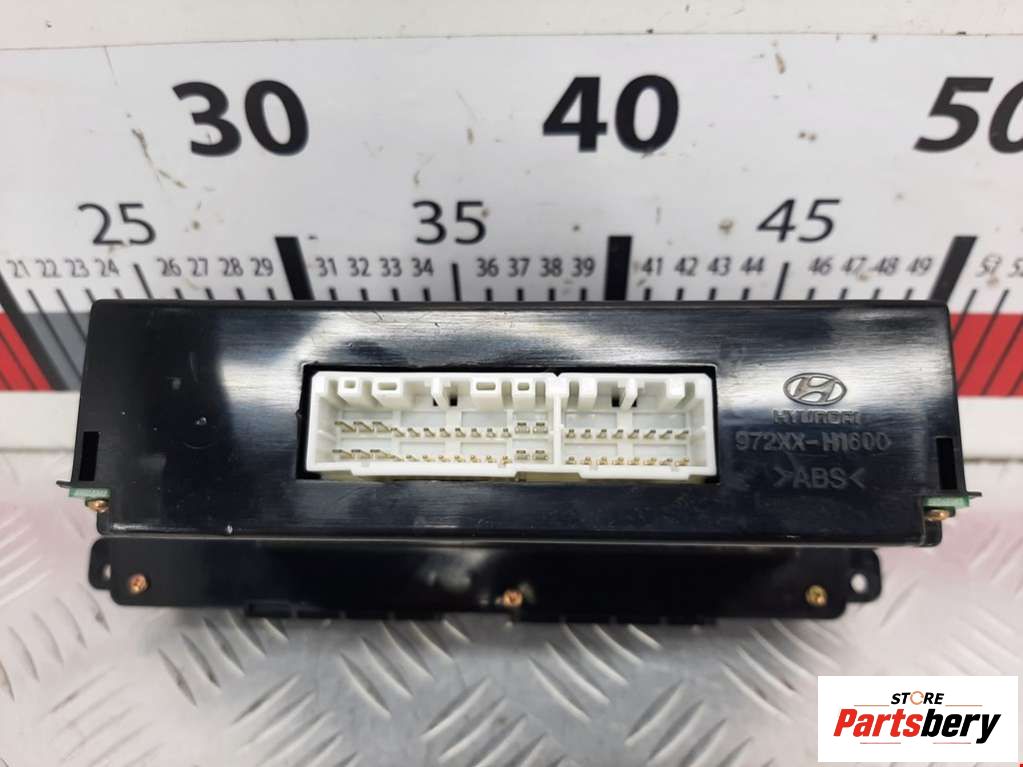 30 40 50
25 35 45
21 22 23 24 26 27 28 29 31 32 33 34 36 37 38 39 41 42 43 44 46 47 48 49
HYUNDAI
972XX-H1600
>ABS<
STORE
Partsbery